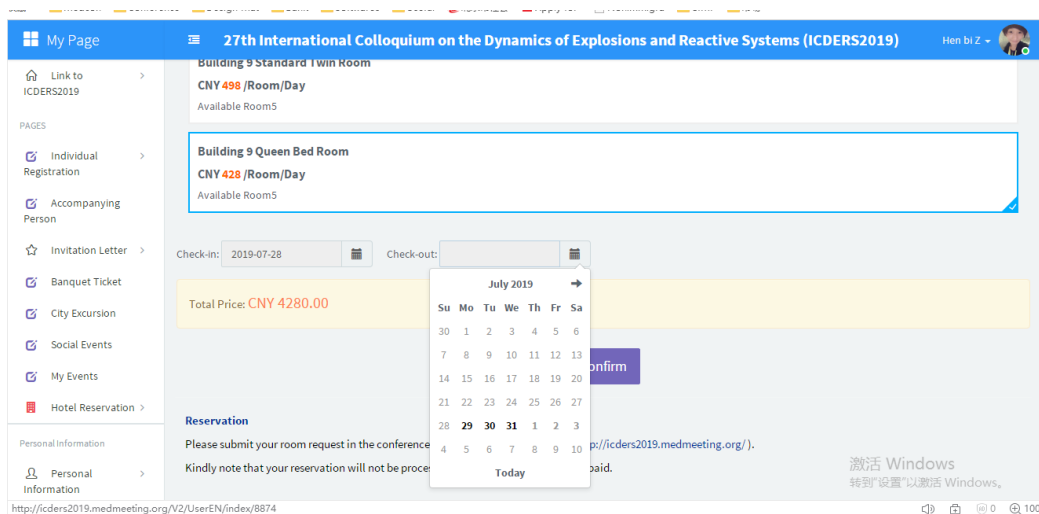 My Page
27th International Colloquium on the Dynamics of Explosions and Reactive Systems (ICDERS2019)
Hen bi Z
Link to
ICDERS2019
PAGES
Individual
Registration
Accompanying
Person
Invitation Letter
Banquet Ticket
City Excursion
Social Events
My Events
Hotel Reservation
Personal Information
Personal
Information
Building 9 Standard Twin Room
CNY 498 /Room/Day
Available Room5
Building 9 Queen Bed Room
CNY 428 /Room/Day
Available Room5
Check-in: 2019-07-28 Check-out:
Total Price: CNY 4280.00
July 2019
Su Mo Tu We Th Fr Sa
30 1 2 3 4 5 6
7 8 9 10 11 12 13
14 15 16 17 18 19 20
21 22 23 24 25 26 27
28 29 30 31 1 2 3
4 5 6 7 8 9 10
Today
onfirm
Reservation
Please submit your room request in the conference p://icders2019.medmeeting.org/ ).
Kindly note that your reservation will not be proces paid.
激活 Windows
转到"设置"以激活 Windows。
http://icders2019.medmeeting.org/V2/UserEN/index/8874
0 100